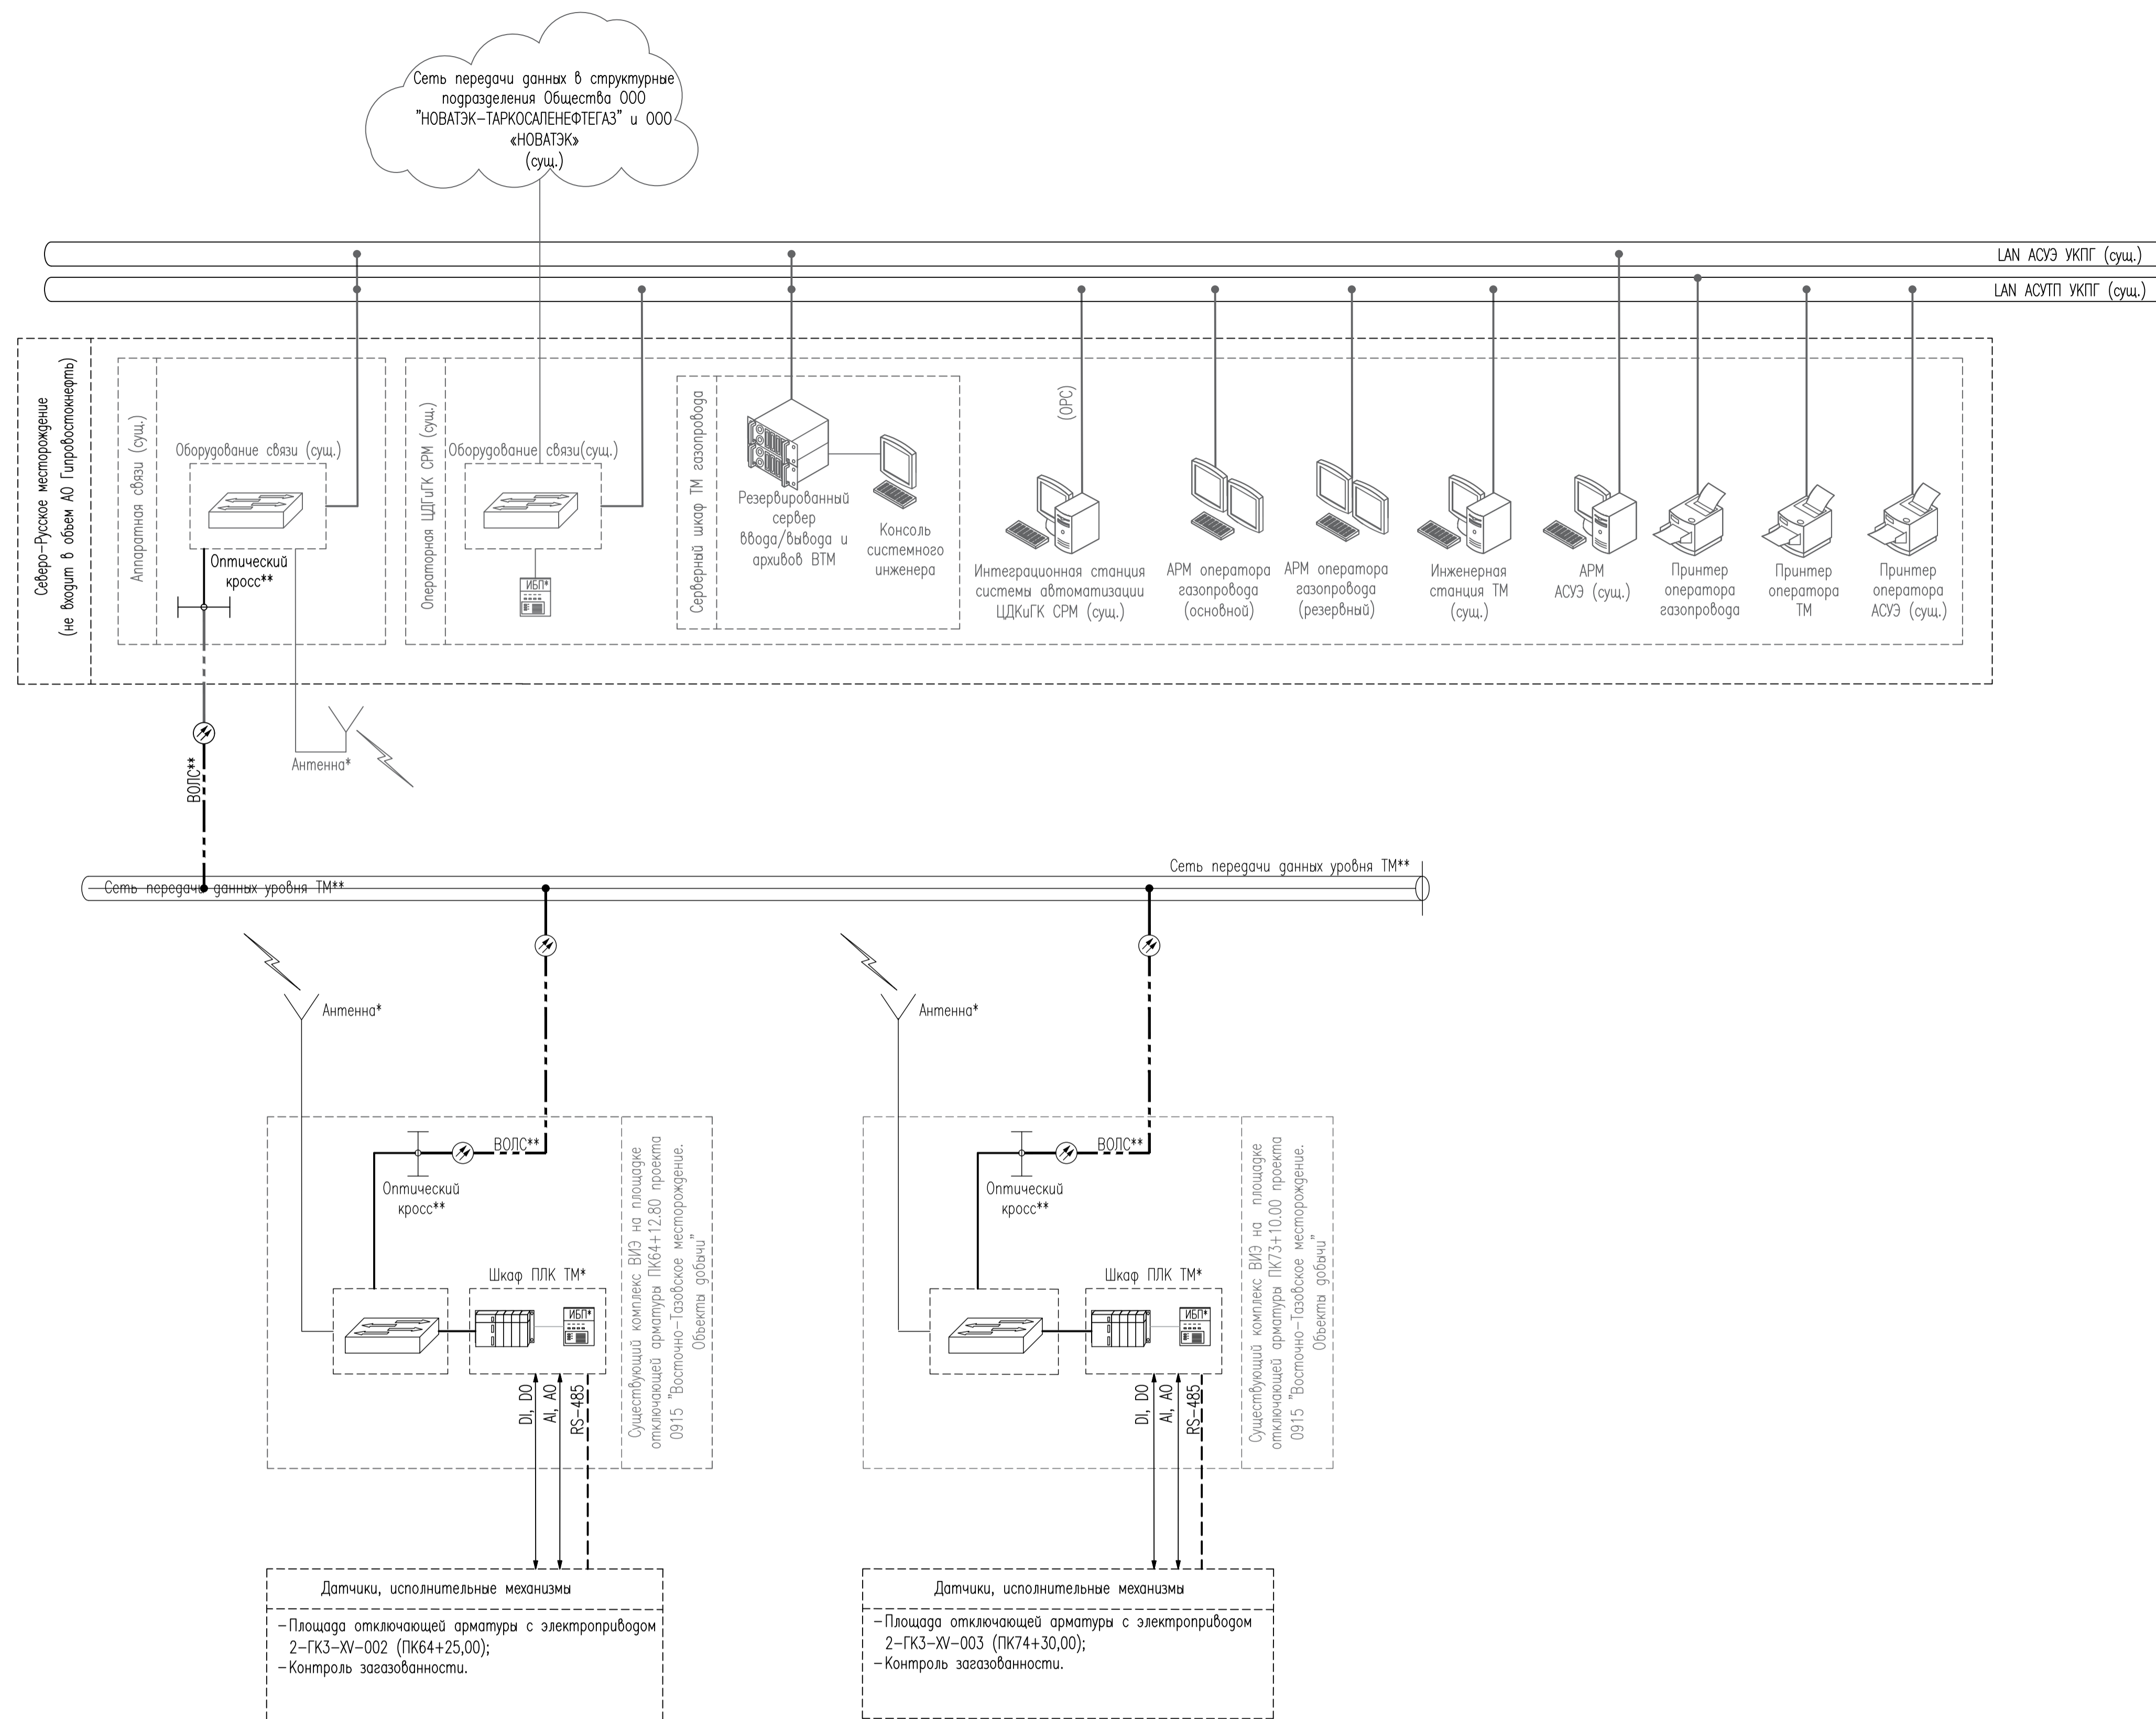 Сеть передачи данных в структурные
подразделения Общества ООО
"НОВАТЭК-ТАРКОСАЛЕНЕФТЕГАЗ" и ООО
«НОВАТЭК»
(сущ.)
LAN АСУЭ УКПГ (сущ.)
LAN АСУТП УКПГ (сущ.)
Северо-Русское месторождение
(не входит в объем АО Гипровостокнефть)
Аппаратная связи (сущ.)
Оборудование связи (сущ.)
Оптический
кросс**
Операторная ЦДГиГК СРМ (сущ.)
Оборудование связи(сущ.)
ИБП*
Серверный шкаф ТМ газопровода
Резервированный
сервер
ввода/вывода и
архивов ВТМ
Консоль
системного
инженера
(OPC)
Интеграционная станция
системы автоматизации
ЦДКиГК СРМ (сущ.)
АРМ оператора
газопровода
(основной)
АРМ оператора
газопровода
(резервный)
Инженерная
станция ТМ
(сущ.)
АРМ
АСУЭ (сущ.)
Принтер
оператора
газопровода
Принтер
оператора
ТМ
Принтер
оператора
АСУЭ (сущ.)
Антенна*
ВОЛС**
Сеть передачи данных уровня ТМ**
Сеть передачи данных уровня ТМ**
Антенна*
ВОЛС**
Оптический
кросс**
Шкаф ПЛК ТМ*
ИБП*
DI, DO
AI, AO
RS-485
Существующий комплекс ВИЭ на площадке
отключающей арматуры ПК64+12.80 проекта
0915 "Восточно-Тазовское месторождение.
Объекты добычи"
Антенна*
ВОЛС**
Оптический
кросс**
Шкаф ПЛК ТМ*
ИБП*
DI, DO
AI, AO
RS-485
Существующий комплекс ВИЭ на площадке
отключающей арматуры ПК73+10.00 проекта
0915 "Восточно-Тазовское месторождение.
Объекты добычи"
Датчики, исполнительные механизмы
-Площада отключающей арматуры с электроприводом
2-ГК3-XV-002 (ПК64+25,00);
-Контроль загазованности.
Датчики, исполнительные механизмы
-Площада отключающей арматуры с электроприводом
2-ГК3-XV-003 (ПК74+30,00);
-Контроль загазованности.